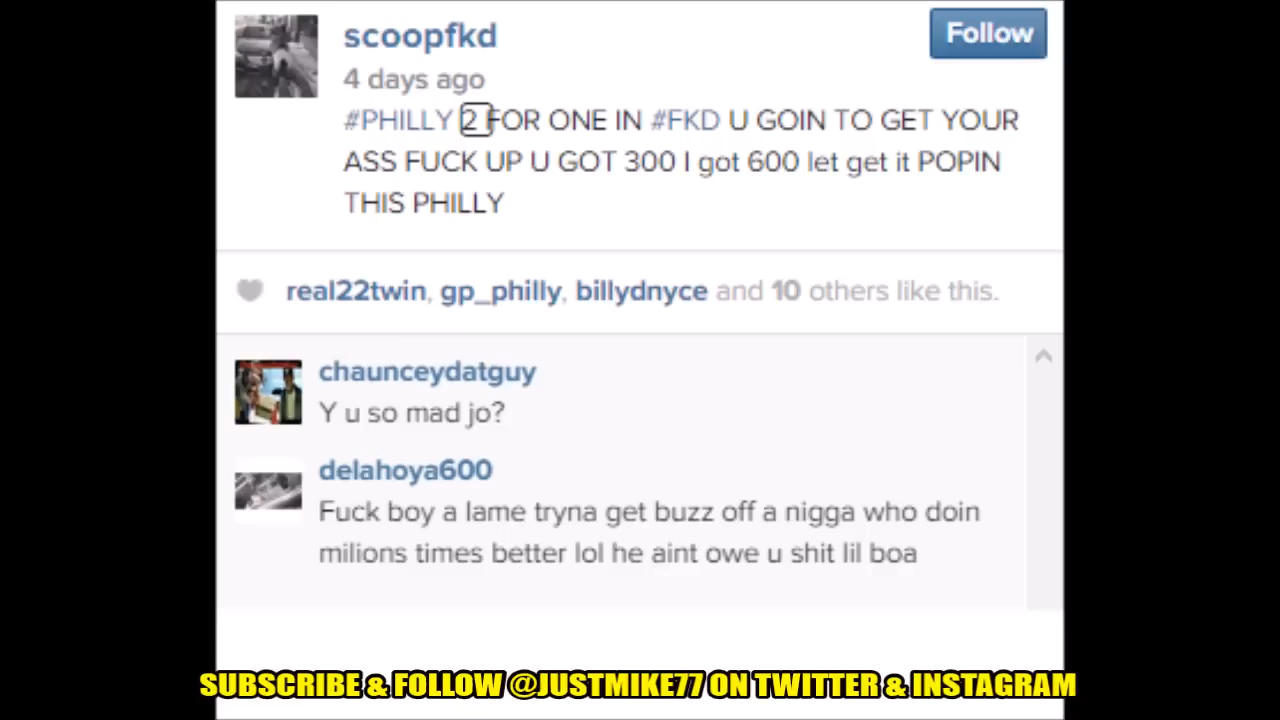 scoopfkd
Follow
4 days ago
#PHILLY 2 FOR ONE IN #FKD U GOIN TO GET YOUR
ASS FUCK UP U GOT 300 I got 600 let get it POPIN
THIS PHILLY
real22twin, gp_philly, billydnyce and 10 others like this.
chaunceydatguy
Y u so mad jo?
delahoya600
Fuck boy a lame tryna get buzz off a nigga who doin
milions times better lol he aint owe u shit lil boa
SUBSCRIBE & FOLLOW @JUSTMIKE77 ON TWITTER & INSTAGRAM